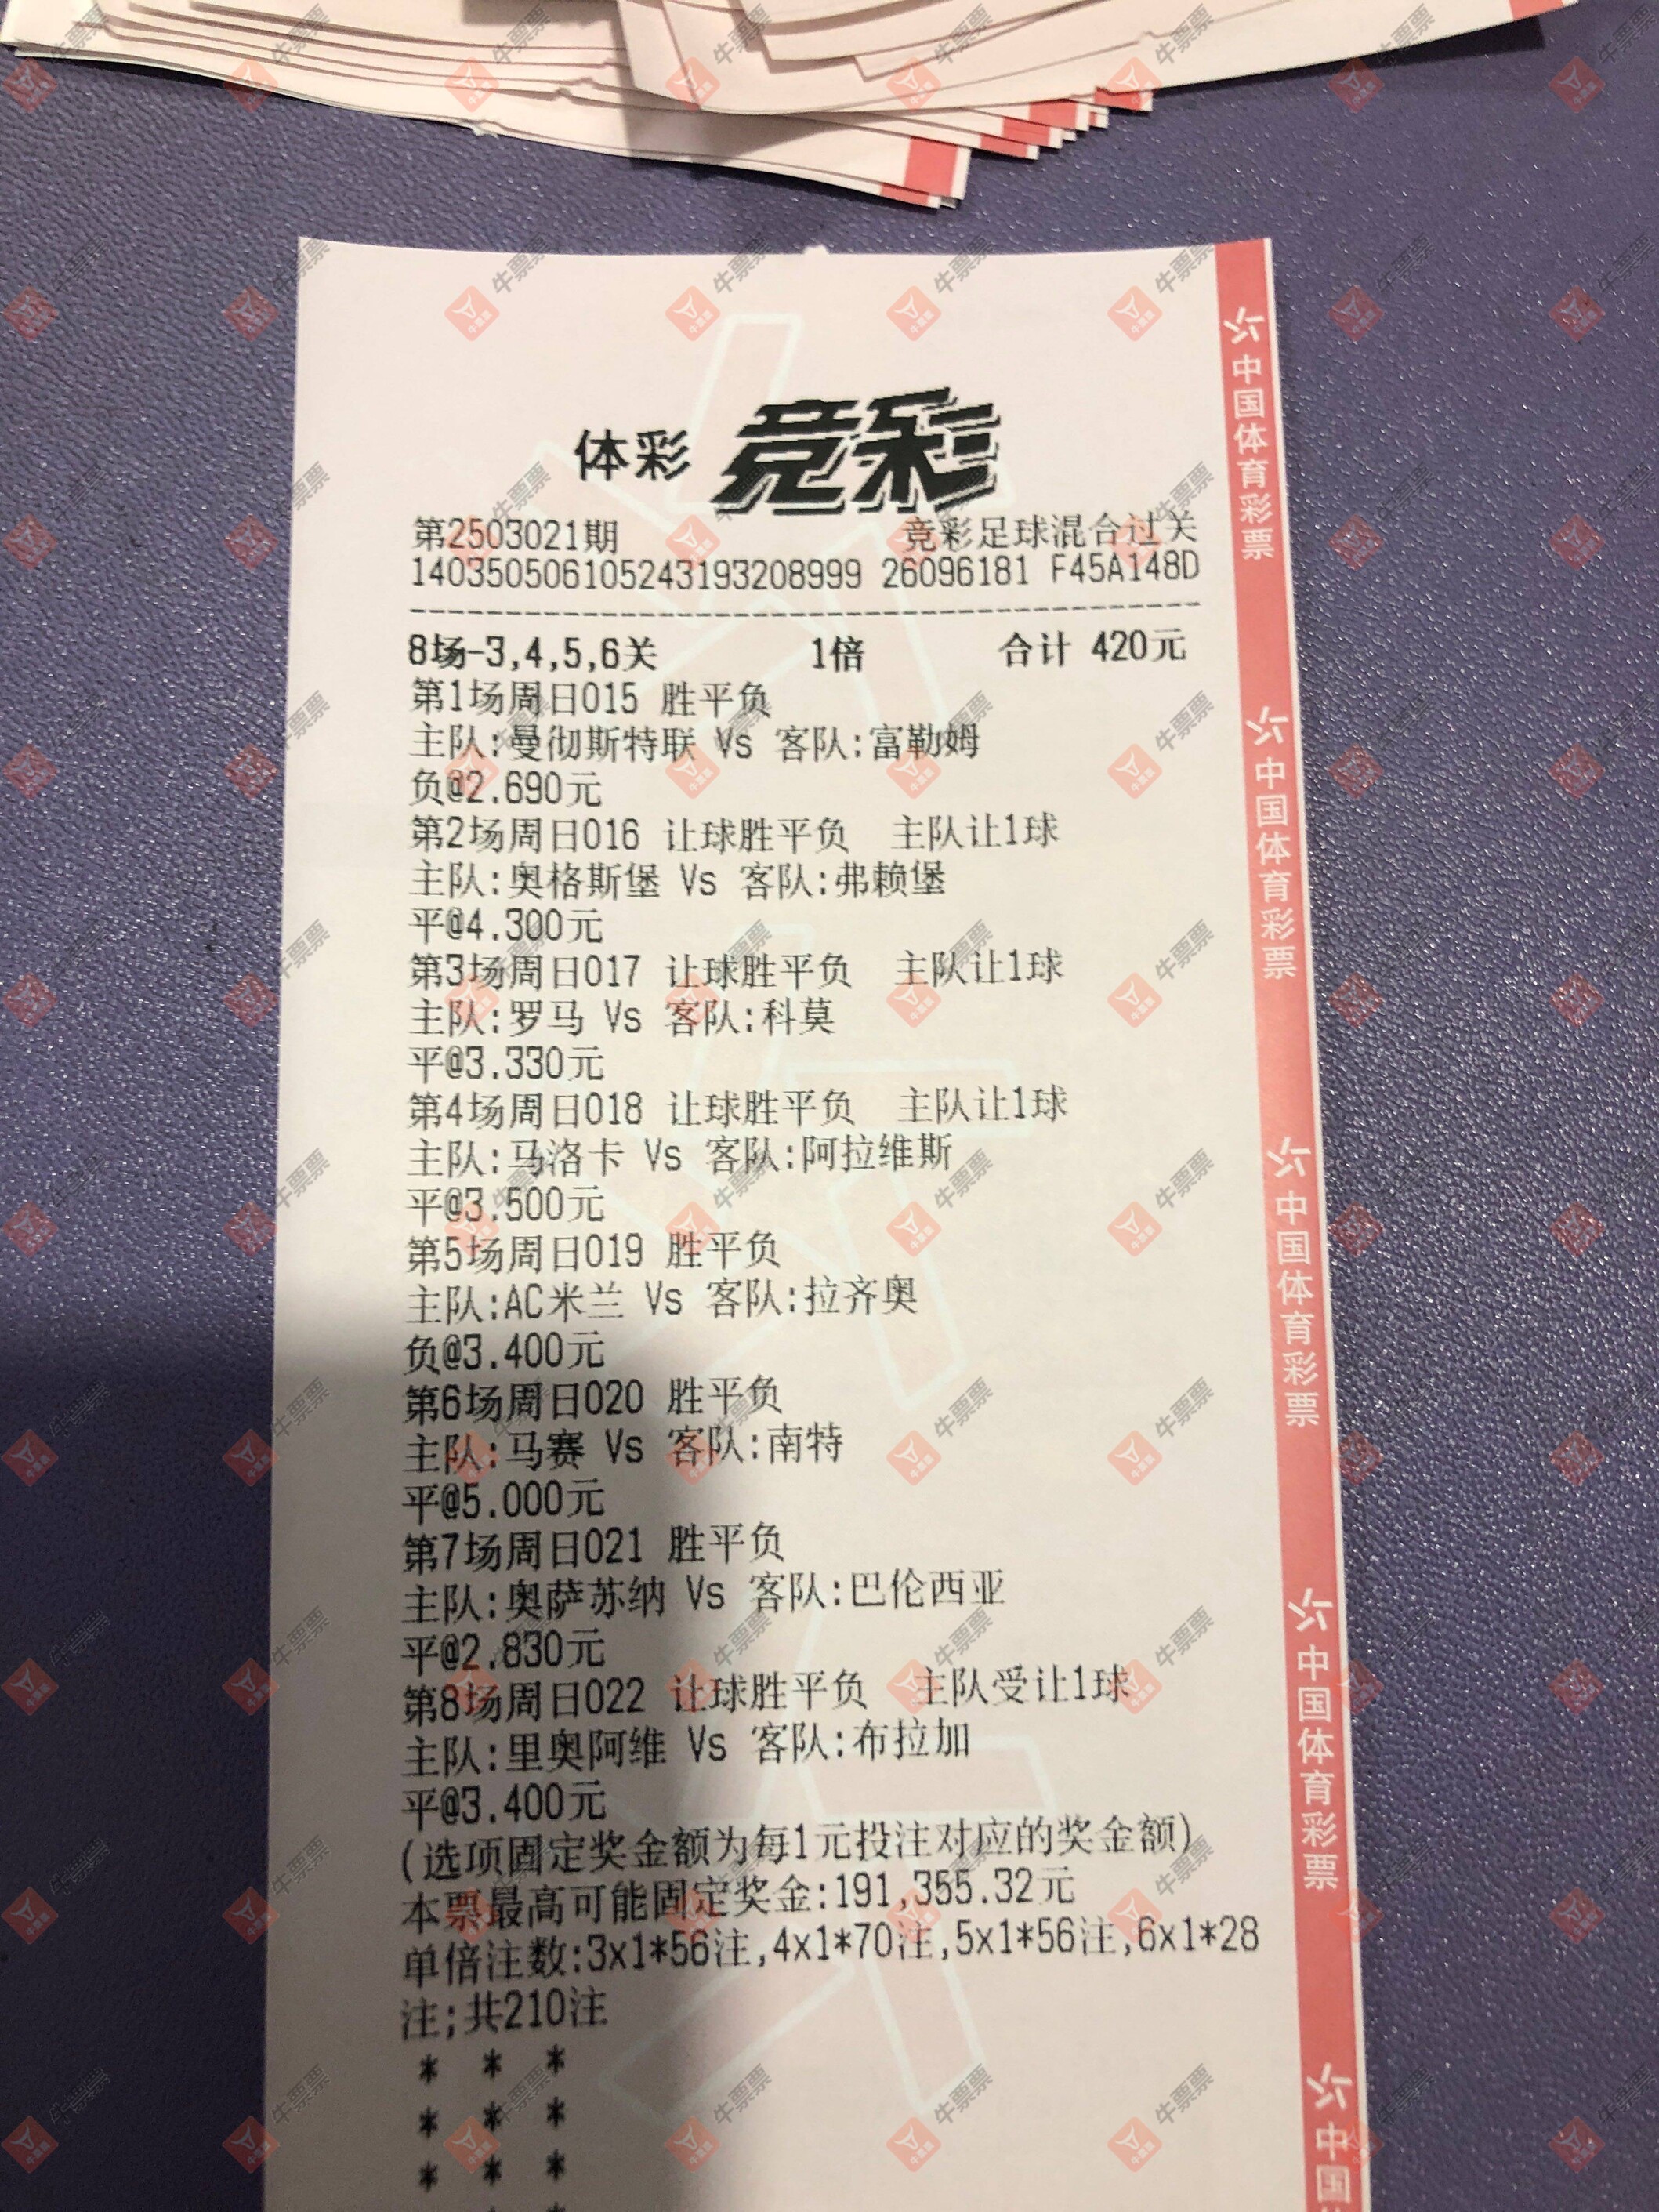 体彩 竞彩
第2503021期 竞彩足球混合过关
140350506105243193208999 26096181 F45A148D
8场-3,4,5,6关 1倍 合计 420元
第1场周日015 胜平负
主队:曼彻斯特联 Vs 客队:富勒姆
负@2.690元
第2场周日016 让球胜平负 主队让1球
主队:奥格斯堡 Vs 客队:弗赖堡
平@4.300元
第3场周日017 让球胜平负 主队让1球
主队:罗马 Vs 客队:科莫
平@3.330元
第4场周日018 让球胜平负 主队让1球
主队:马洛卡 Vs 客队:阿拉维斯
平@3.500元
第5场周日019 胜平负
主队:AC米兰 Vs 客队:拉齐奥
负@3.400元
第6场周日020 胜平负
主队:马赛 Vs 客队:南特
平@5.000元
第7场周日021 胜平负
主队:奥萨苏纳 Vs 客队:巴伦西亚
平@2.830元
第8场周日022 让球胜平负 主队受让1球
主队:里奥阿维 Vs 客队:布拉加
平@3.400元
(选项固定奖金额为每1元投注对应的奖金额)
本票最高可能固定奖金:191,355.32元
单倍注数:3x1*56注,4x1*70注,5x1*56注,6x1*28
注;共210注
* * *
* * *
* * *
中国体育彩票
中国体育彩票
中国体育彩票
中国体育彩票
中国
牛票票